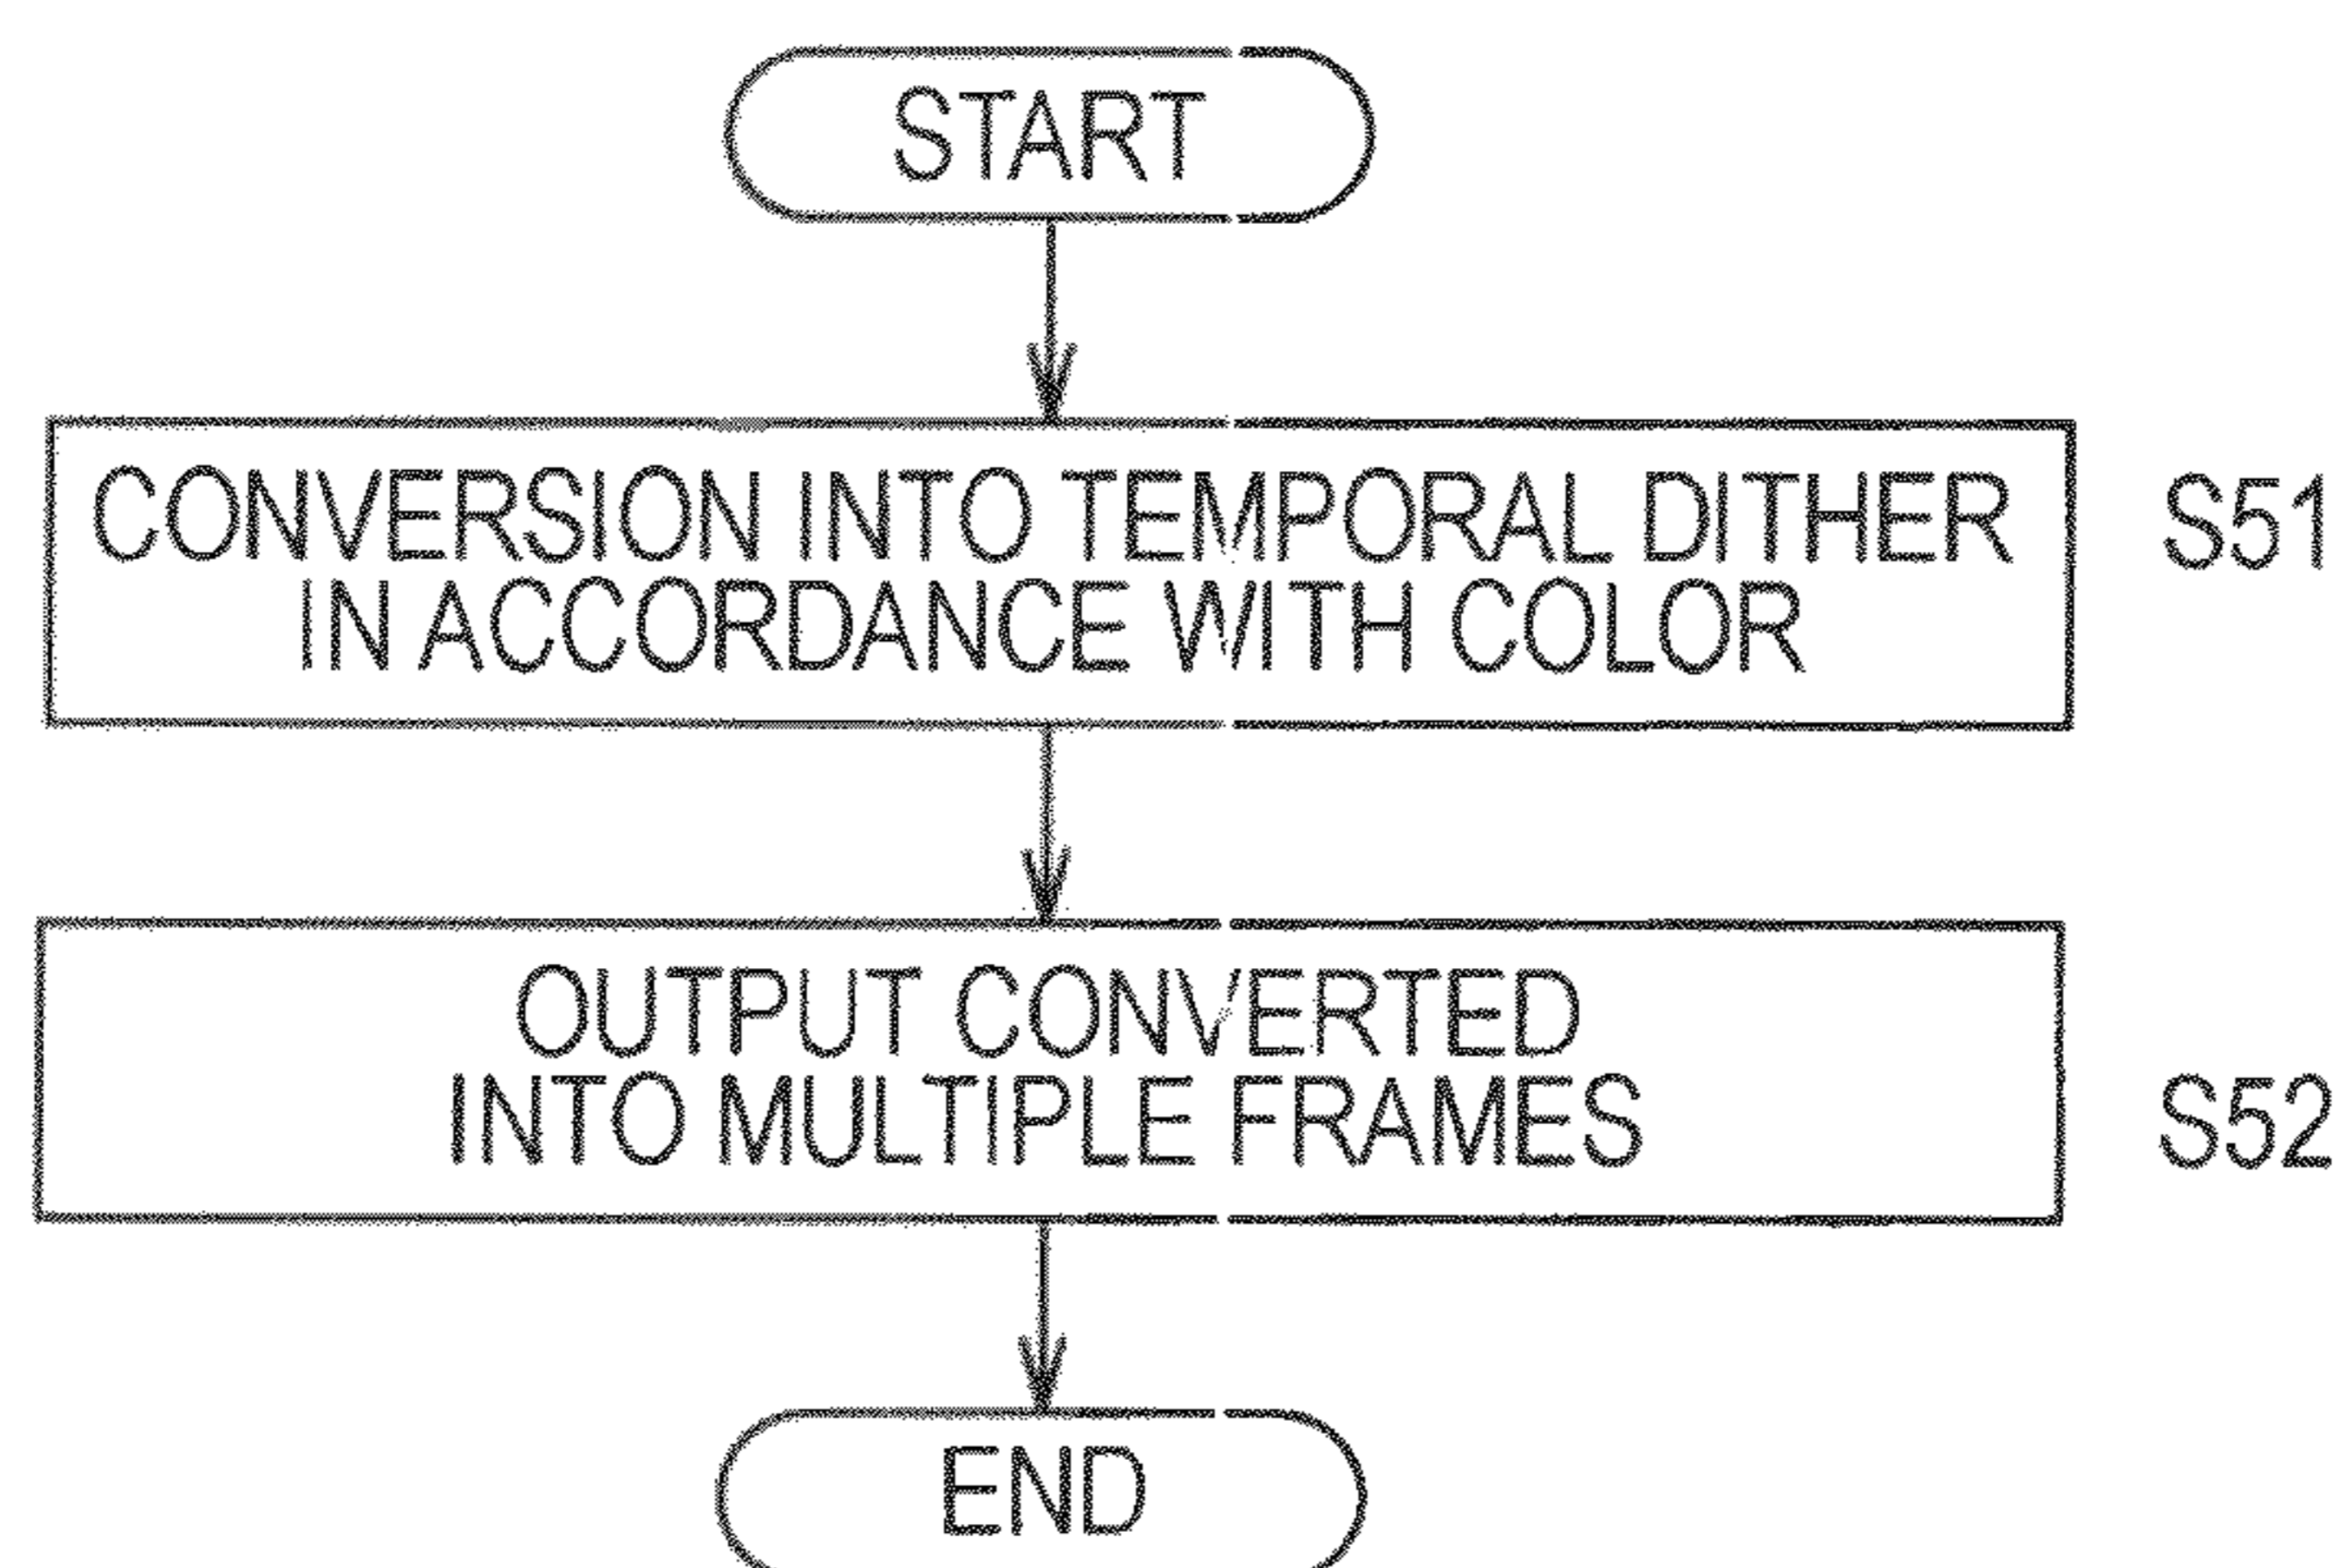 START
CONVERSION INTO TEMPORAL DITHER
IN ACCORDANCE WITH COLOR
S51
OUTPUT CONVERTED
INTO MULTIPLE FRAMES
S52
END